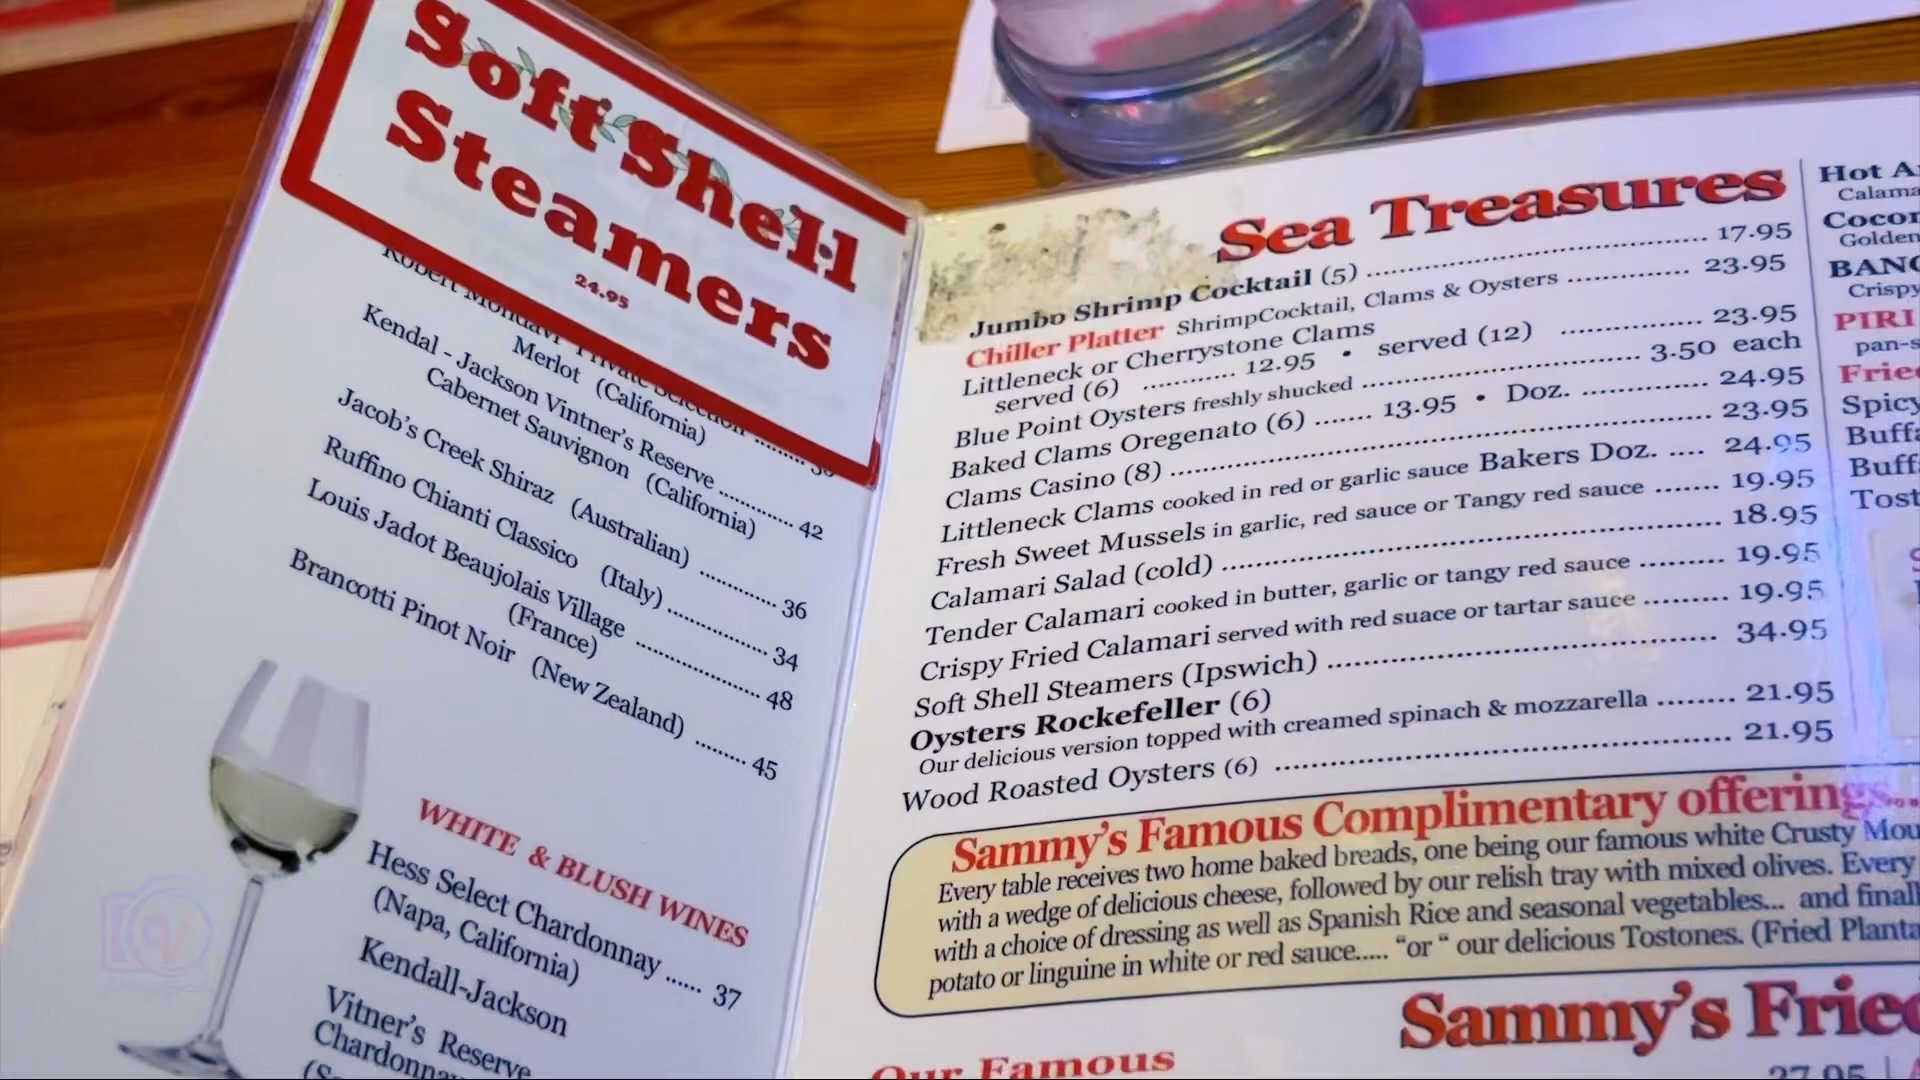 Soft Shell
Steamers
24.95
Robert Mondavi Private Selection
Merlot (California)
Kendal - Jackson Vintner's Reserve
Cabernet Sauvignon (California) .......... 42
Jacob's Creek Shiraz (Australian) .......... 36
Ruffino Chianti Classico (Italy) .......... 34
Louis Jadot Beaujolais Village .......... 48
(France)
Brancotti Pinot Noir (New Zealand) ....... 45
WHITE & BLUSH WINES
Hess Select Chardonnay ...... 37
(Napa, California)
Kendall-Jackson
Vitner's Reserve
Sea Treasures
Jumbo Shrimp Cocktail (5) .......... 17.95
Chiller Platter ShrimpCocktail, Clams & Oysters .......... 23.95
Littleneck or Cherrystone Clams
served (6) .......... 12.95 • served (12) .......... 23.95
Blue Point Oysters freshly shucked .......... 3.50 each
Baked Clams Oregenato (6) ....... 13.95 • Doz. .......... 24.95
Clams Casino (8) .......... 23.95
Littleneck Clams cooked in red or garlic sauce Bakers Doz. .... 24.95
Fresh Sweet Mussels in garlic, red sauce or Tangy red sauce ....... 19.95
Calamari Salad (cold) .......... 18.95
Tender Calamari cooked in butter, garlic or tangy red sauce ......... 19.95
Crispy Fried Calamari served with red suace or tartar sauce ......... 19.95
Soft Shell Steamers (Ipswich) .......... 34.95
Oysters Rockefeller (6)
Our delicious version topped with creamed spinach & mozzarella ........ 21.95
Wood Roasted Oysters (6) .......... 21.95
Sammy's Famous Complimentary offerings...
Every table receives two home baked breads, one being our famous white Crusty
with a wedge of delicious cheese, followed by our relish tray with mixed olives. Every
with a choice of dressing as well as Spanish Rice and seasonal vegetables... and
potato or linguine in white or red sauce..... "or " our delicious Tostones. (Fried
Sammy's
Our Famous
Hot
Golden
Crispy
PIRI
Spicy